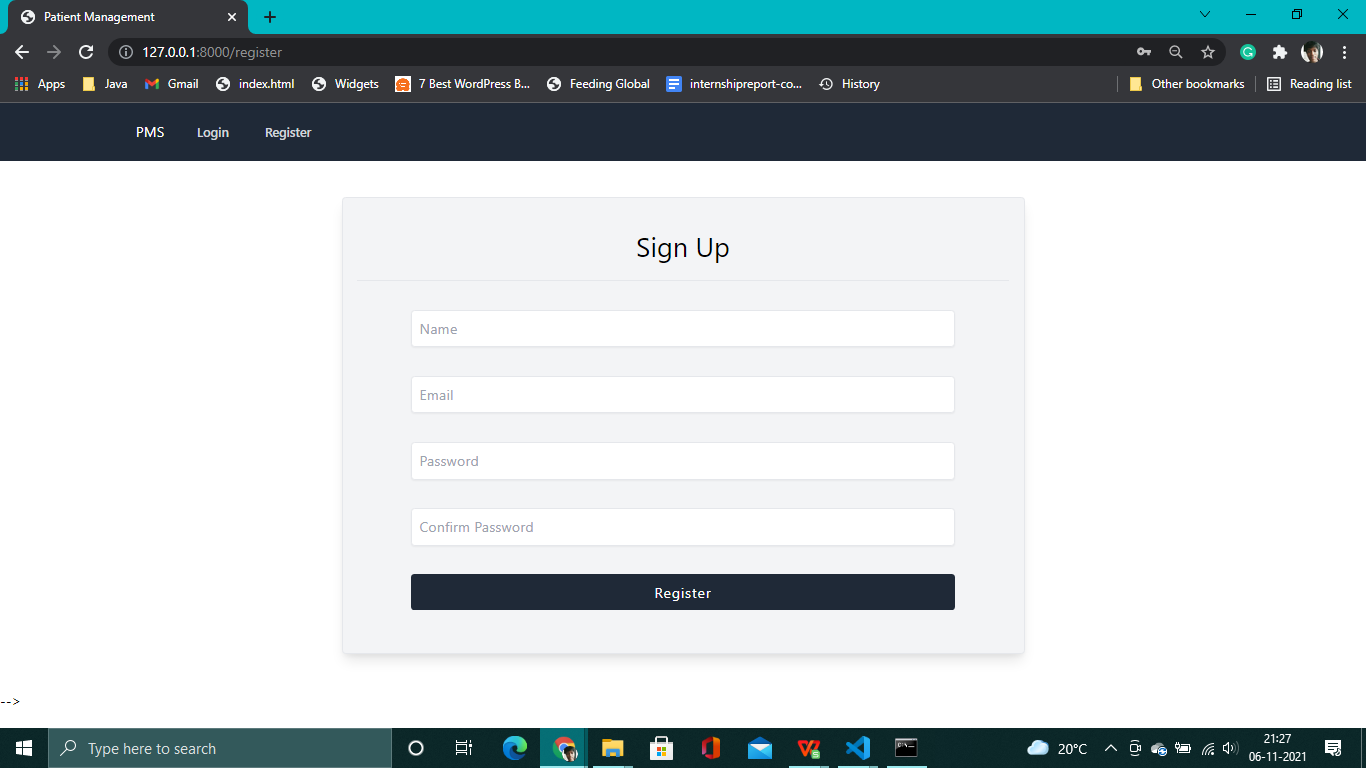 Patient Management
127.0.0.1:8000/register
Apps Java Gmail index.html Widgets 7 Best WordPress B... Feeding Global internshipreport-co... History Other bookmarks Reading list
PMS Login Register
Sign Up
Name
Email
Password
Confirm Password
Register
-->
Type here to search
20°C
21:27
06-11-2021